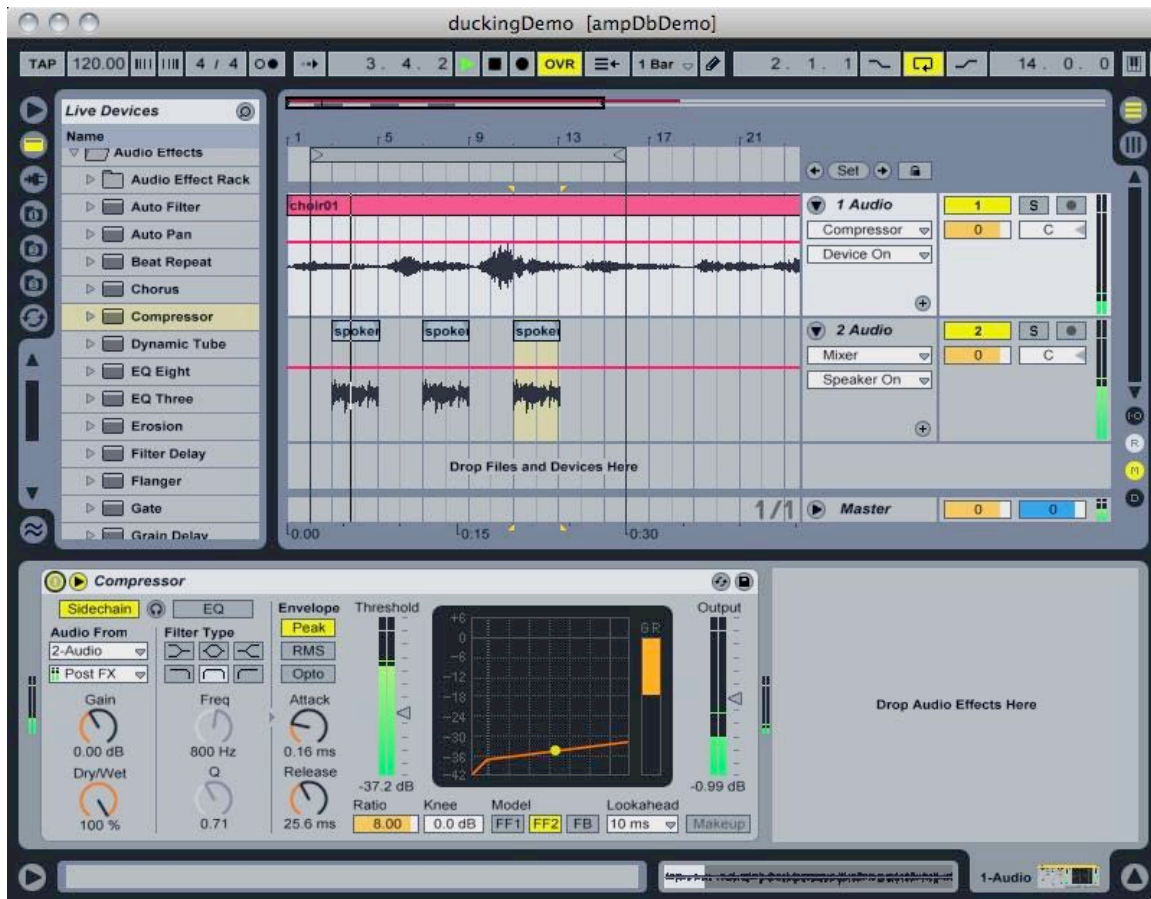 duckingDemo [ampDbDemo]
TAP 120.00 4 / 4 3. 4. 2 OVR 1 Bar 2. 1. 1 14. 0. 0
Live Devices
Name
Audio Effects
Audio Effect Rack
Auto Filter
Auto Pan
Beat Repeat
Chorus
Compressor
Dynamic Tube
EQ Eight
EQ Three
Erosion
Filter Delay
Flanger
Gate
Grain Delay
1 5 9 13 17 21
Set
choir01
1 Audio 1 S
Compressor 0 C
Device On
spoken spoken spoken
2 Audio 2 S
Mixer 0 C
Speaker On
Drop Files and Devices Here
1/1 Master 0 0
0:00 0:15 0:30
I-O
R
M
D
Compressor
Sidechain EQ
Audio From
2-Audio
Post FX
Gain
0.00 dB
Dry/Wet
100 %
Filter Type
Freq
800 Hz
Q
0.71
Envelope
Peak
RMS
Opto
Attack
0.16 ms
Release
25.6 ms
Threshold
-37.2 dB
+6
0
-6
-12
-18
-24
-30
-36
-42
GR
Output
-0.99 dB
Ratio Knee Model Lookahead
8.00 0.0 dB FF1 FF2 FB 10 ms Makeup
Drop Audio Effects Here
1-Audio